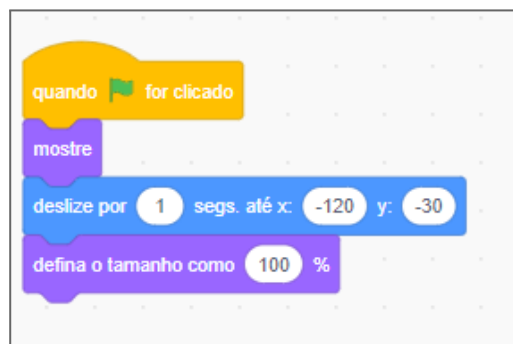 quando for clicado
mostre
deslize por 1 segs. até x: -120 y: -30
defina o tamanho como 100 %